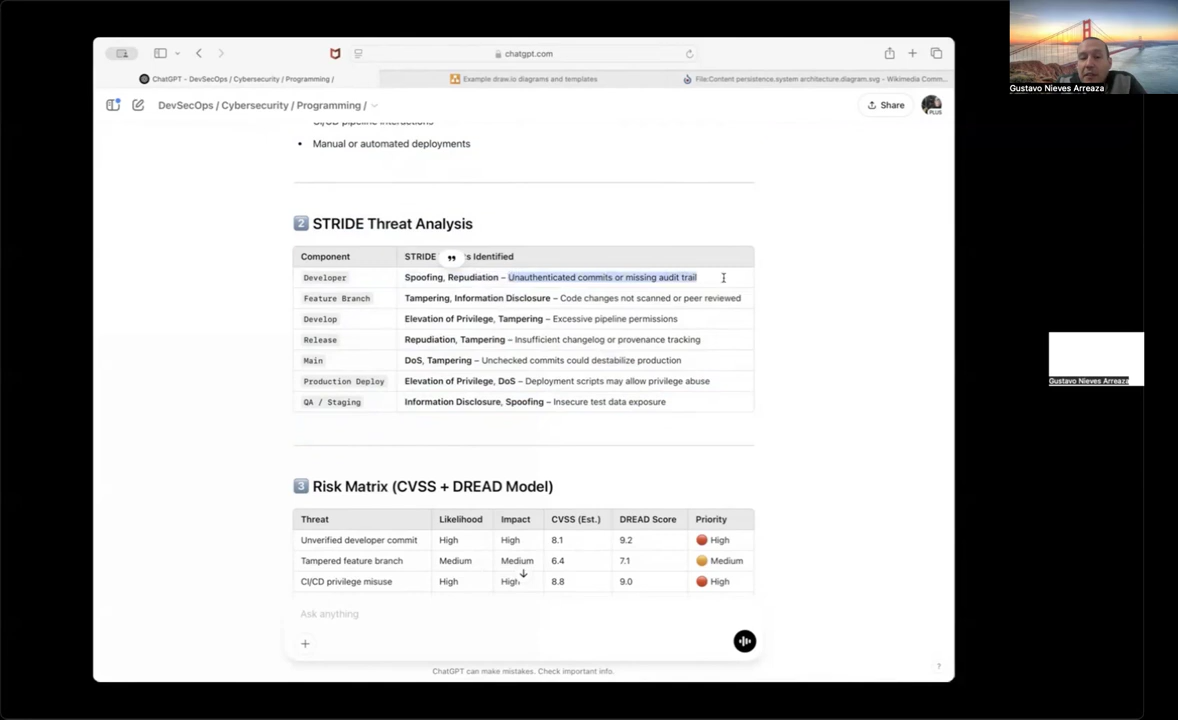 chatgpt.com
ChatGPT - DevSecOps / Cybersecurity / Programming /
Example draw.io diagrams and templates
File:Content persistence.system architecture.diagram.svg - Wikimedia Comm...
DevSecOps / Cybersecurity / Programming /
Share
PLUS
Gustavo Nieves Arreaza
CI/CD pipeline interactions
• Manual or automated deployments
2 STRIDE Threat Analysis
Component STRIDE ts Identified
Developer Spoofing, Repudiation – Unauthenticated commits or missing audit trail
Feature Branch Tampering, Information Disclosure – Code changes not scanned or peer reviewed
Develop Elevation of Privilege, Tampering – Excessive pipeline permissions
Release Repudiation, Tampering – Insufficient changelog or provenance tracking
Main DoS, Tampering – Unchecked commits could destabilize production
Production Deploy Elevation of Privilege, DoS – Deployment scripts may allow privilege abuse
QA / Staging Information Disclosure, Spoofing – Insecure test data exposure
Gustavo Nieves Arreaza
3 Risk Matrix (CVSS + DREAD Model)
Threat Likelihood Impact CVSS (Est.) DREAD Score Priority
Unverified developer commit High High 8.1 9.2 High
Tampered feature branch Medium Medium 6.4 7.1 Medium
CI/CD privilege misuse High High 8.8 9.0 High
Ask anything
ChatGPT can make mistakes. Check important info.
?